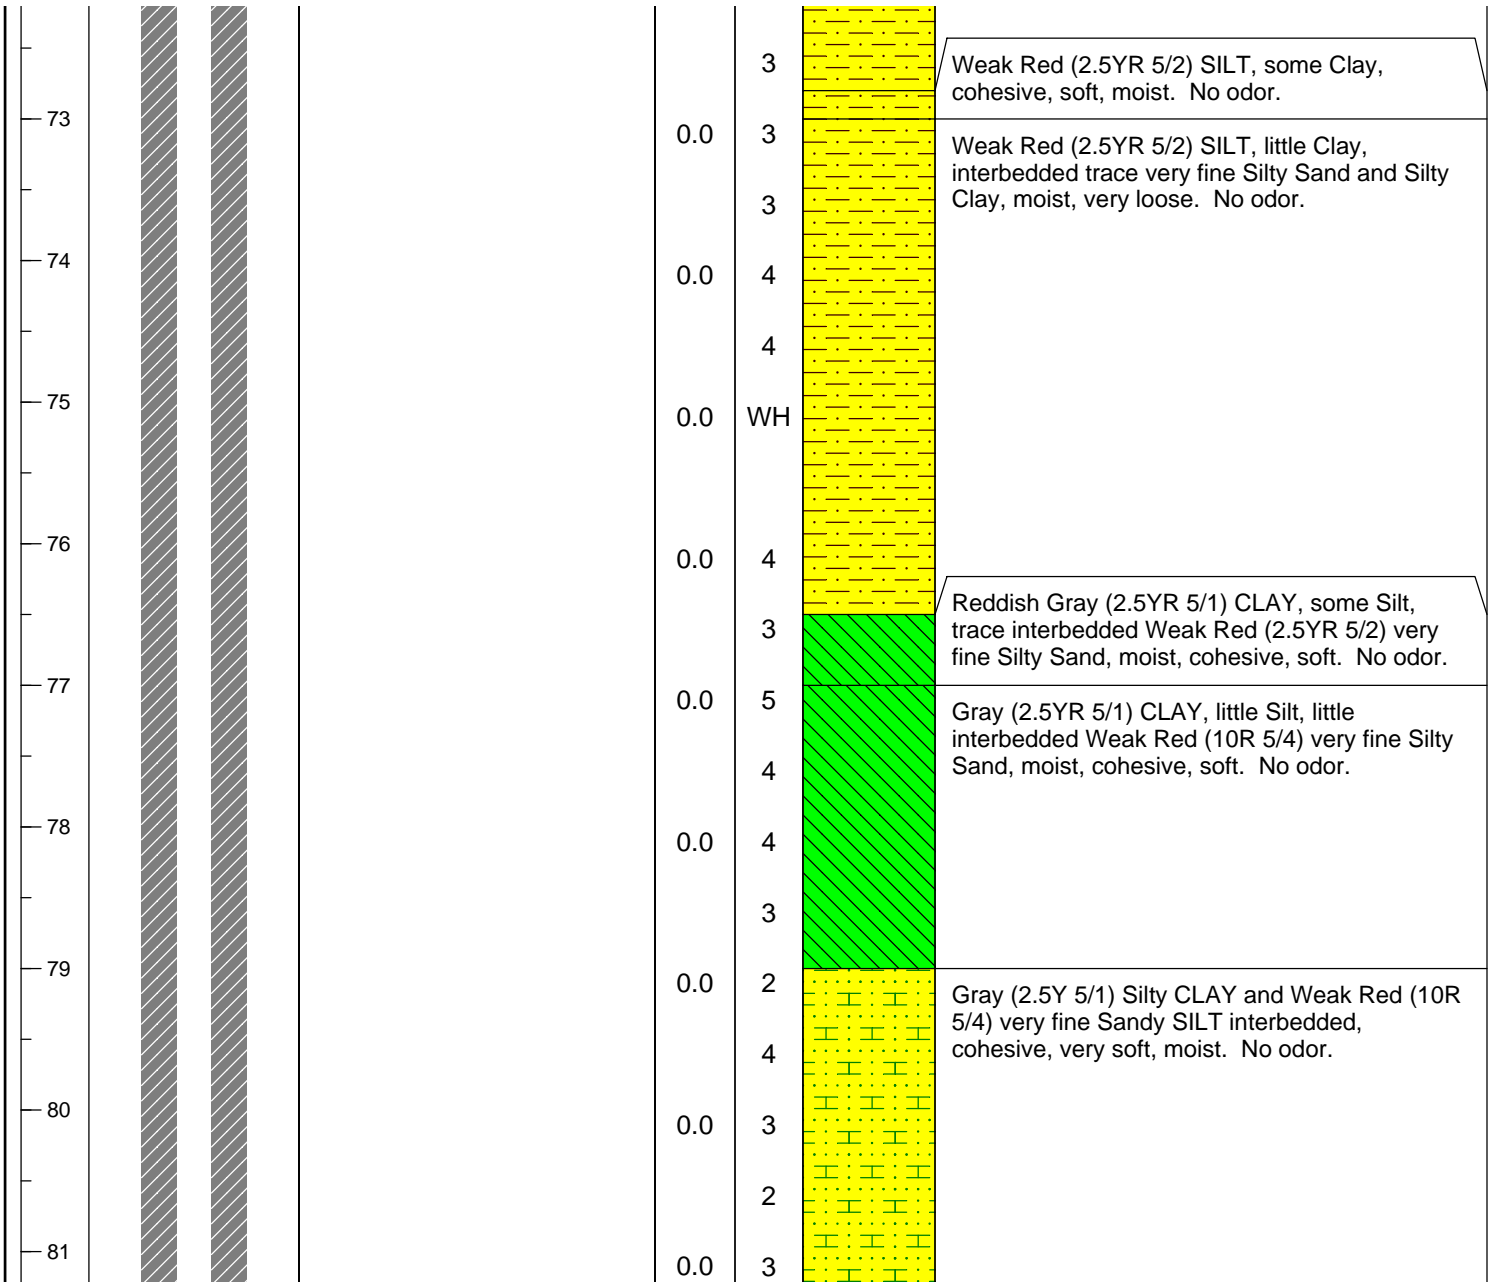 3
Weak Red (2.5YR 5/2) SILT, some Clay,
cohesive, soft, moist.  No odor.
73
0.0 3
Weak Red (2.5YR 5/2) SILT, little Clay,
interbedded trace very fine Silty Sand and Silty
Clay, moist, very loose.  No odor.
3
74
0.0 4
4
75
0.0 WH
76
0.0 4
Reddish Gray (2.5YR 5/1) CLAY, some Silt,
trace interbedded Weak Red (2.5YR 5/2) very
fine Silty Sand, moist, cohesive, soft.  No odor.
3
77
0.0 5
Gray (2.5YR 5/1) CLAY, little Silt, little
interbedded Weak Red (10R 5/4) very fine Silty
Sand, moist, cohesive, soft.  No odor.
4
78
0.0 4
3
79
0.0 2
Gray (2.5Y 5/1) Silty CLAY and Weak Red (10R
5/4) very fine Sandy SILT interbedded,
cohesive, very soft, moist.  No odor.
4
80
0.0 3
2
81
0.0 3